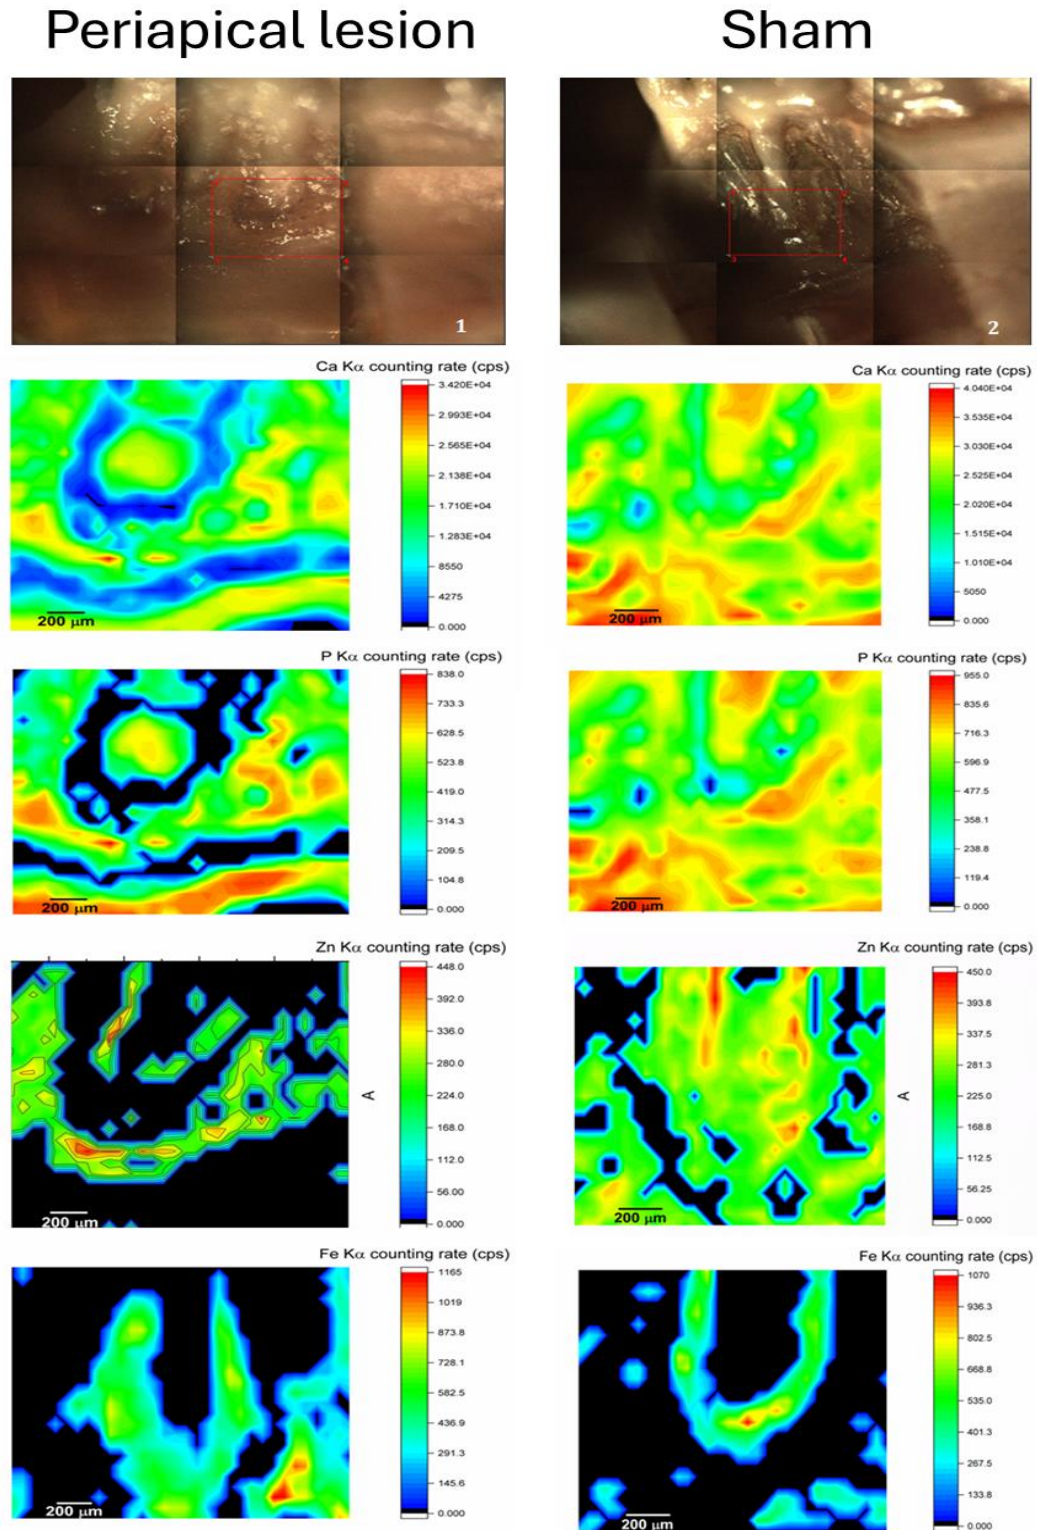 Periapical lesion
Sham
1
2
Ca Kα counting rate (cps)
3.420E+04
2.993E+04
2.565E+04
2.138E+04
1.710E+04
1.283E+04
8550
4275
0.000
200 μm
Ca Kα counting rate (cps)
4.040E+04
3.535E+04
3.030E+04
2.525E+04
2.020E+04
1.515E+04
1.010E+04
5050
0.000
200 μm
P Kα counting rate (cps)
838.0
733.3
628.5
523.8
419.0
314.3
209.5
104.8
0.000
200 μm
P Kα counting rate (cps)
955.0
835.6
716.3
596.9
477.5
358.1
238.8
119.4
0.000
200 μm
Zn Kα counting rate (cps)
448.0
392.0
336.0
280.0
224.0
168.0
112.0
56.00
0.000
A
200 μm
Zn Kα counting rate (cps)
450.0
393.8
337.5
281.3
225.0
168.8
112.5
56.25
0.000
A
200 μm
Fe Kα counting rate (cps)
1165
1019
873.8
728.1
582.5
436.9
291.3
145.6
0.000
200 μm
Fe Kα counting rate (cps)
1070
936.3
802.5
668.8
535.0
401.3
267.5
133.8
0.000
200 μm